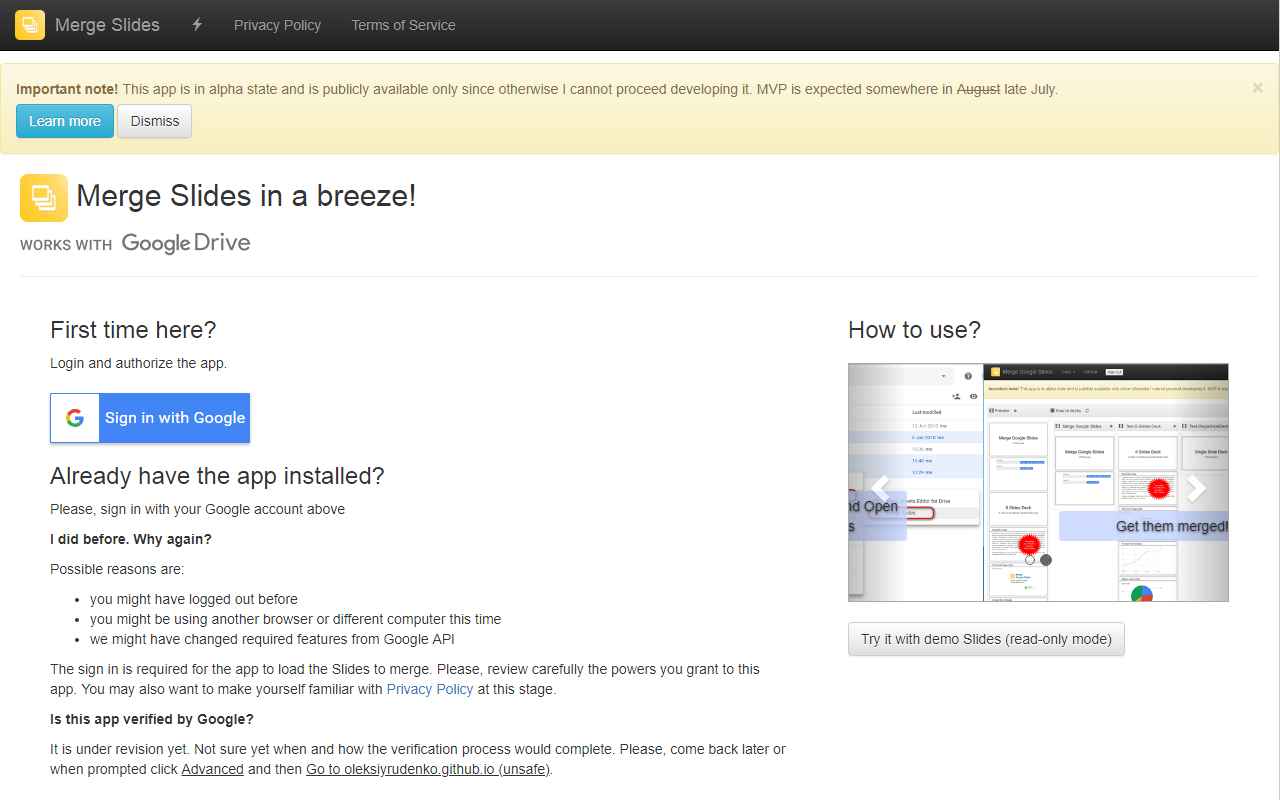 Merge Slides Privacy Policy Terms of Service
Important note! This app is in alpha state and is publicly available only since otherwise I cannot proceed developing it. MVP is expected somewhere in August late July.
×
Learn more Dismiss
Merge Slides in a breeze!
WORKS WITH Google Drive
First time here?
Login and authorize the app.
Sign in with Google
Already have the app installed?
Please, sign in with your Google account above
I did before. Why again?
Possible reasons are:
• you might have logged out before
• you might be using another browser or different computer this time
• we might have changed required features from Google API
The sign in is required for the app to load the Slides to merge. Please, review carefully the powers you grant to this
app. You may also want to make yourself familiar with Privacy Policy at this stage.
Is this app verified by Google?
It is under revision yet. Not sure yet when and how the verification process would complete. Please, come back later or
when prompted click Advanced and then Go to oleksiyrudenko.github.io (unsafe).
How to use?
Last modified
Merge Google Slides
Preview
Source decks
Merge Google Slides
Merge Google Slides
Merge Google Slides
5 Slides Deck
5 Slides Deck
nd Open
s
Get them merged!
Try it with demo Slides (read-only mode)